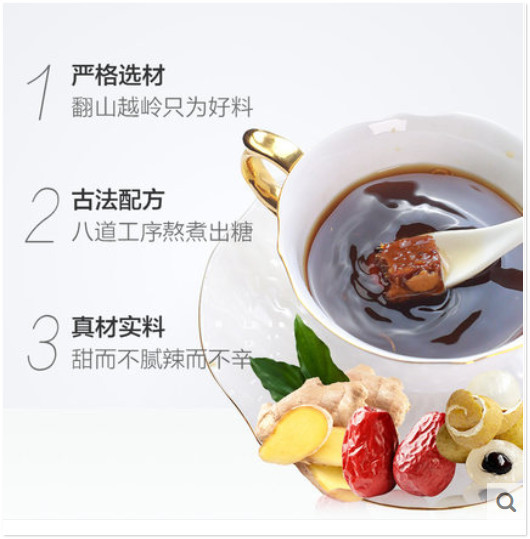 1
严格选材
翻山越岭只为好料
2
古法配方
八道工序熬煮出糖
3
真材实料
甜而不腻辣而不辛